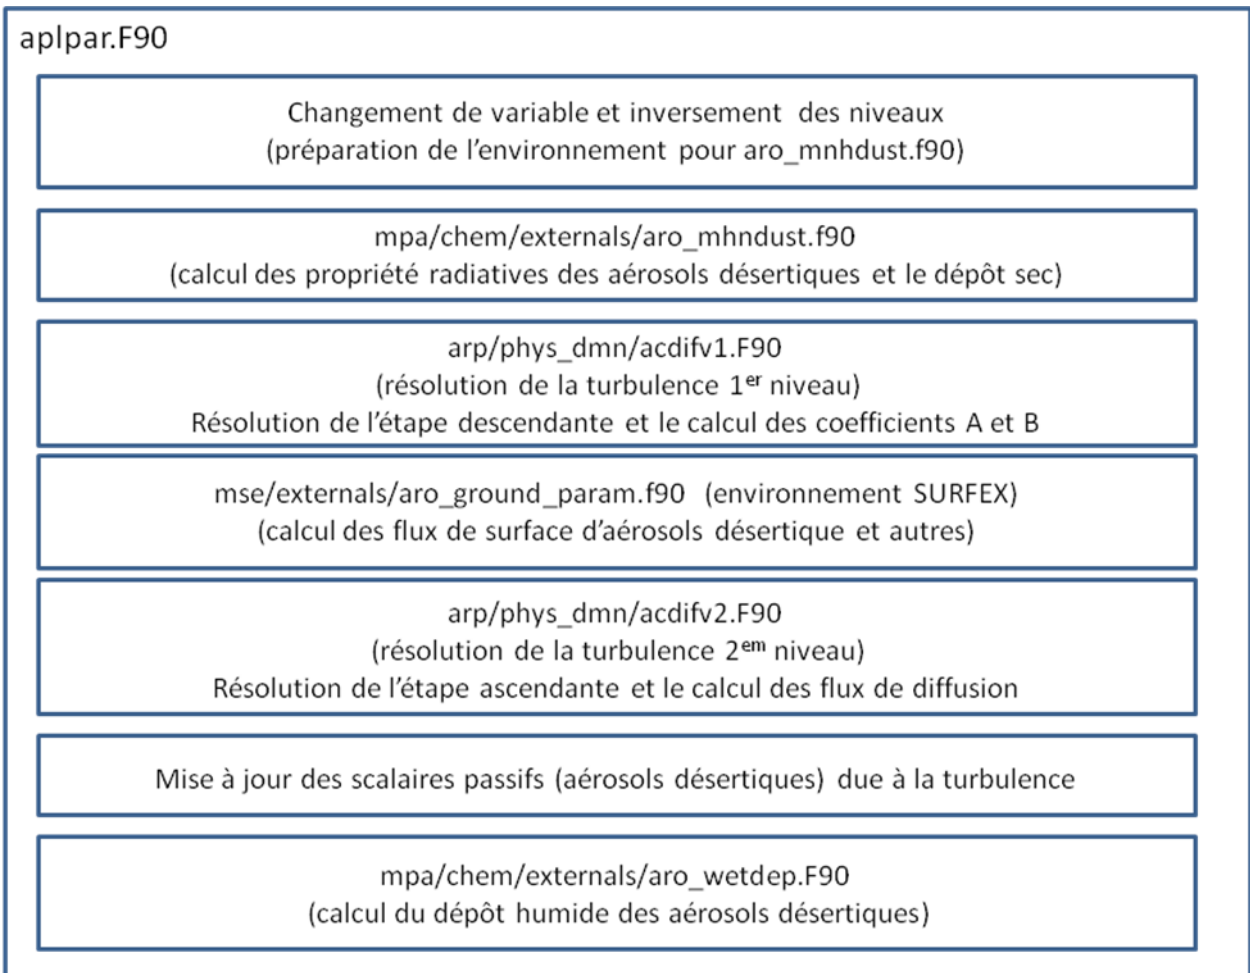 aplpar.F90
Changement de variable et inversement des niveaux
(préparation de l'environnement pour aro_mnhdust.f90)
mpa/chem/externals/aro_mhndust.f90
(calcul des propriété radiatives des aérosols désertiques et le dépôt sec)
arp/phys_dmn/acdifv1.F90
(résolution de la turbulence 1er niveau)
Résolution de l'étape descendante et le calcul des coefficients A et B
mse/externals/aro_ground_param.f90 (environnement SURFEX)
(calcul des flux de surface d'aérosols désertique et autres)
arp/phys_dmn/acdifv2.F90
(résolution de la turbulence 2em niveau)
Résolution de l'étape ascendante et le calcul des flux de diffusion
Mise à jour des scalaires passifs (aérosols désertiques) due à la turbulence
mpa/chem/externals/aro_wetdep.F90
(calcul du dépôt humide des aérosols désertiques)